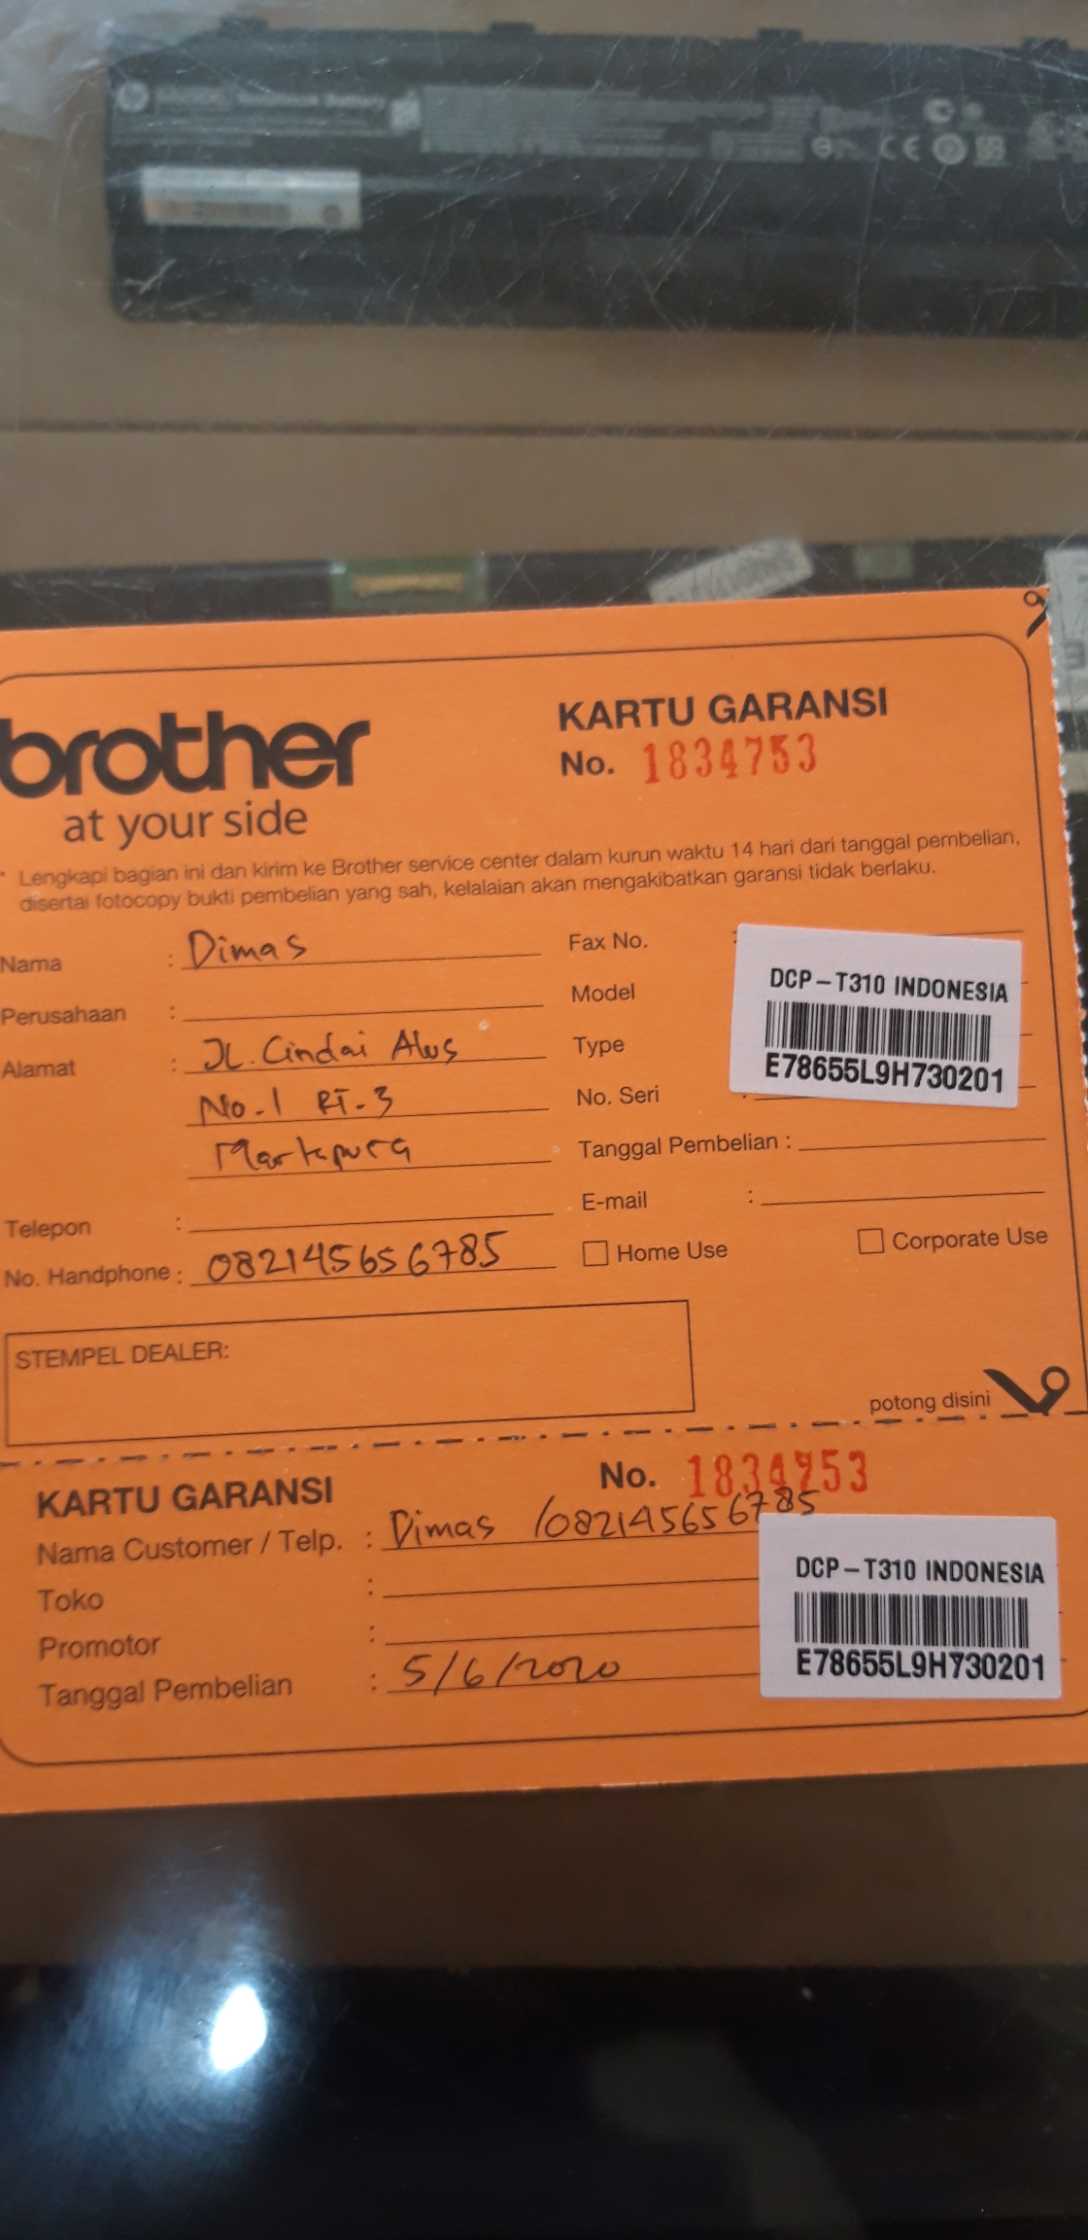 Notebook Battery
brother
at your side
KARTU GARANSI
No. 1834753
* Lengkapi bagian ini dan kirim ke Brother service center dalam kurun waktu 14 hari dari tanggal pembelian,
disertai fotocopy bukti pembelian yang sah, kelalaian akan mengakibatkan garansi tidak berlaku.
Nama : Dimas
Perusahaan :
Alamat : JL. Cindai Alus
No.1 RT-3
Martapura
Telepon :
No. Handphone : 082145656785
Fax No. :
Model
Type
No. Seri :
Tanggal Pembelian :
E-mail :
Home Use Corporate Use
DCP-T310 INDONESIA
E78655L9H730201
STEMPEL DEALER:
potong disini
KARTU GARANSI No. 1834753
Nama Customer / Telp. : Dimas /082145656785
Toko :
Promotor :
Tanggal Pembelian : 5/6/2020
DCP-T310 INDONESIA
E78655L9H730201